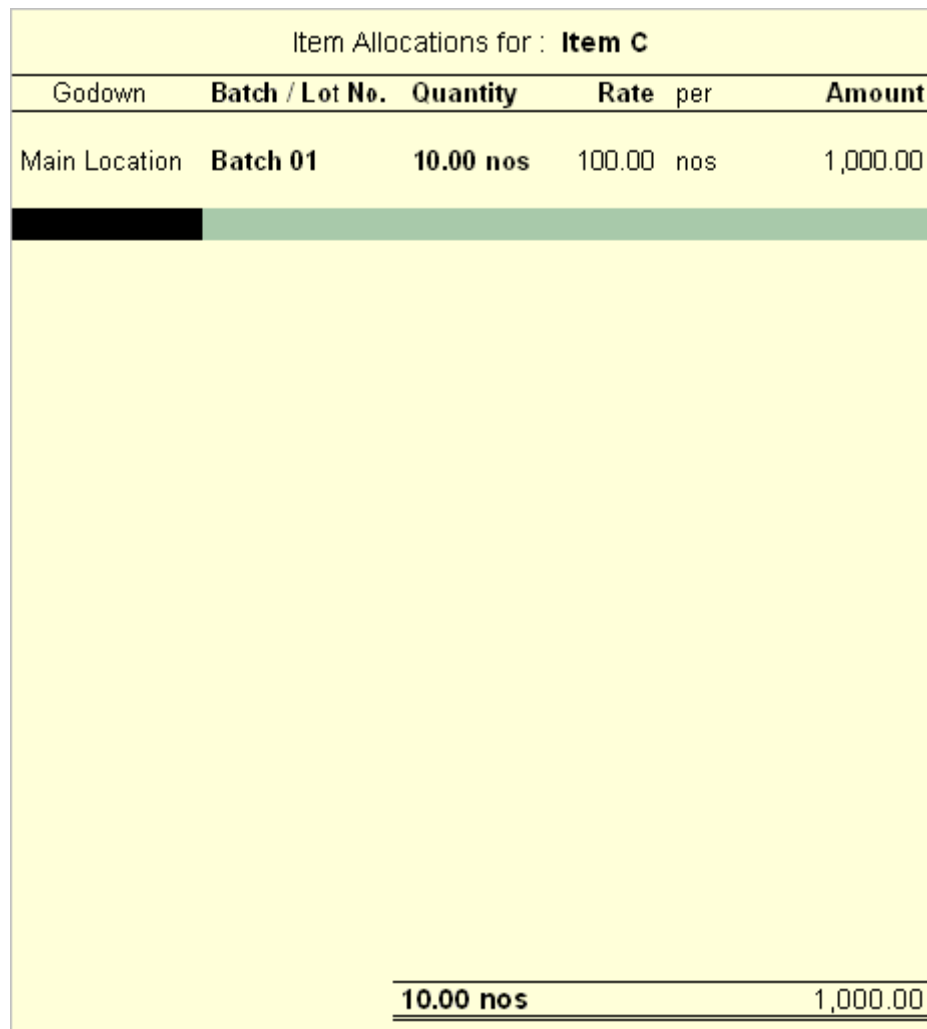 Item Allocations for : Item C
Godown Batch / Lot No. Quantity Rate per Amount
Main Location Batch 01 10.00 nos 100.00 nos 1,000.00
10.00 nos 1,000.00